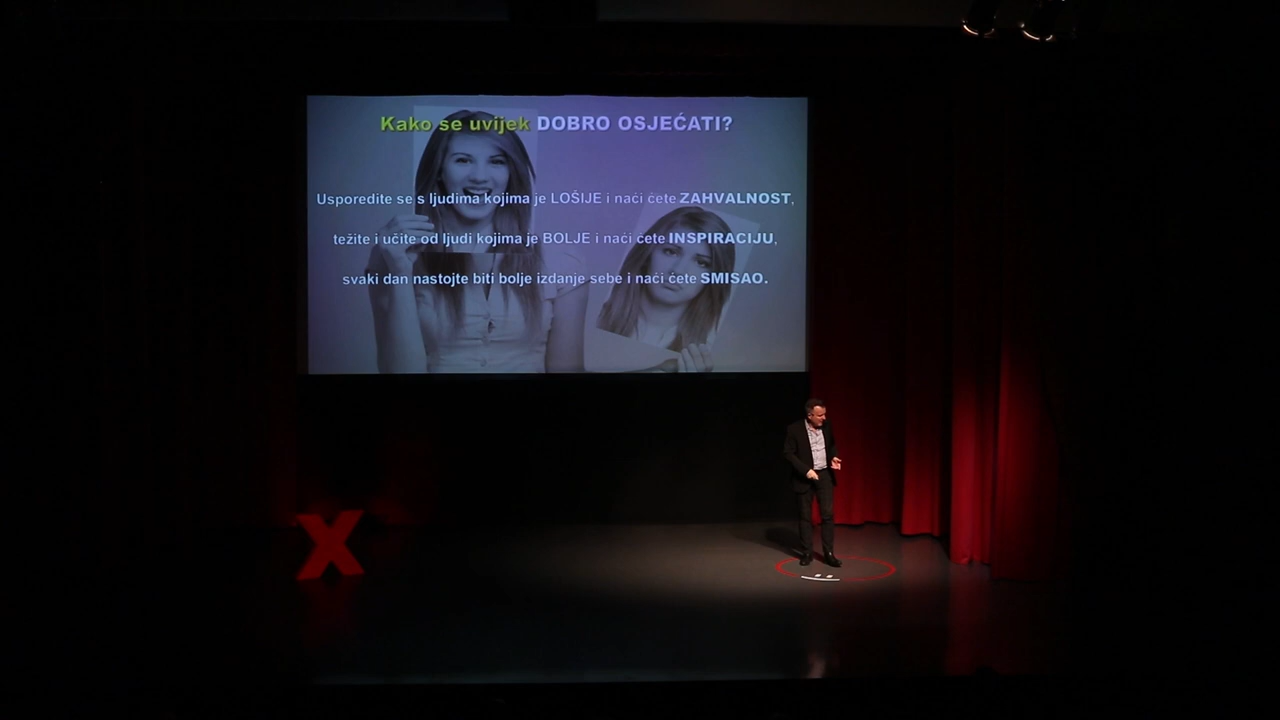 Kako se uvijek DOBRO OSJEĆATI?
Usporedite se s ljudima kojima je LOŠIJE i naći ćete ZAHVALNOST,
težite i učite od ljudi kojima je BOLJE i naći ćete INSPIRACIJU,
svaki dan nastojte biti bolje izdanje sebe i naći ćete SMISAO.
X